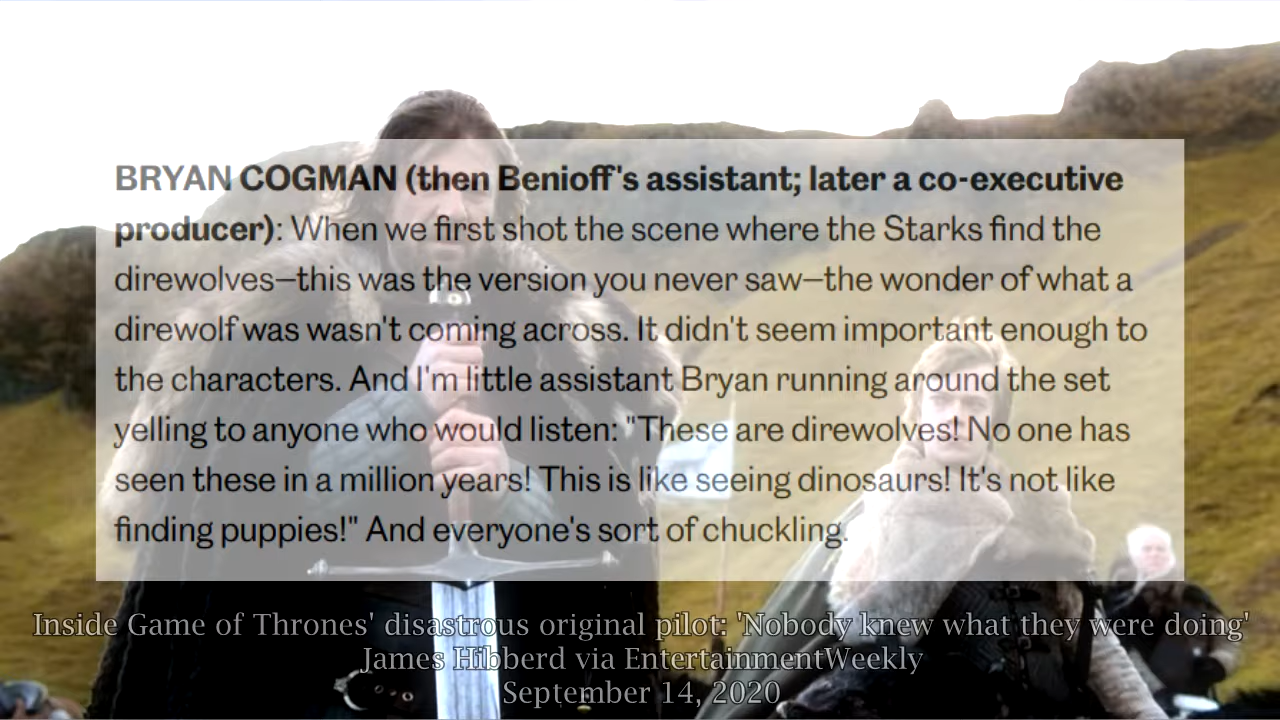 BRYAN COGMAN (then Benioff's assistant; later a co-executive
producer): When we first shot the scene where the Starks find the
direwolves—this was the version you never saw—the wonder of what a
direwolf was wasn't coming across. It didn't seem important enough to
the characters. And I'm little assistant Bryan running around the set
yelling to anyone who would listen: "These are direwolves! No one has
seen these in a million years! This is like seeing dinosaurs! It's not like
finding puppies!" And everyone's sort of chuckling.
Inside Game of Thrones' disastrous original pilot: 'Nobody knew what they were doing'
James Hibberd via EntertainmentWeekly
September 14, 2020